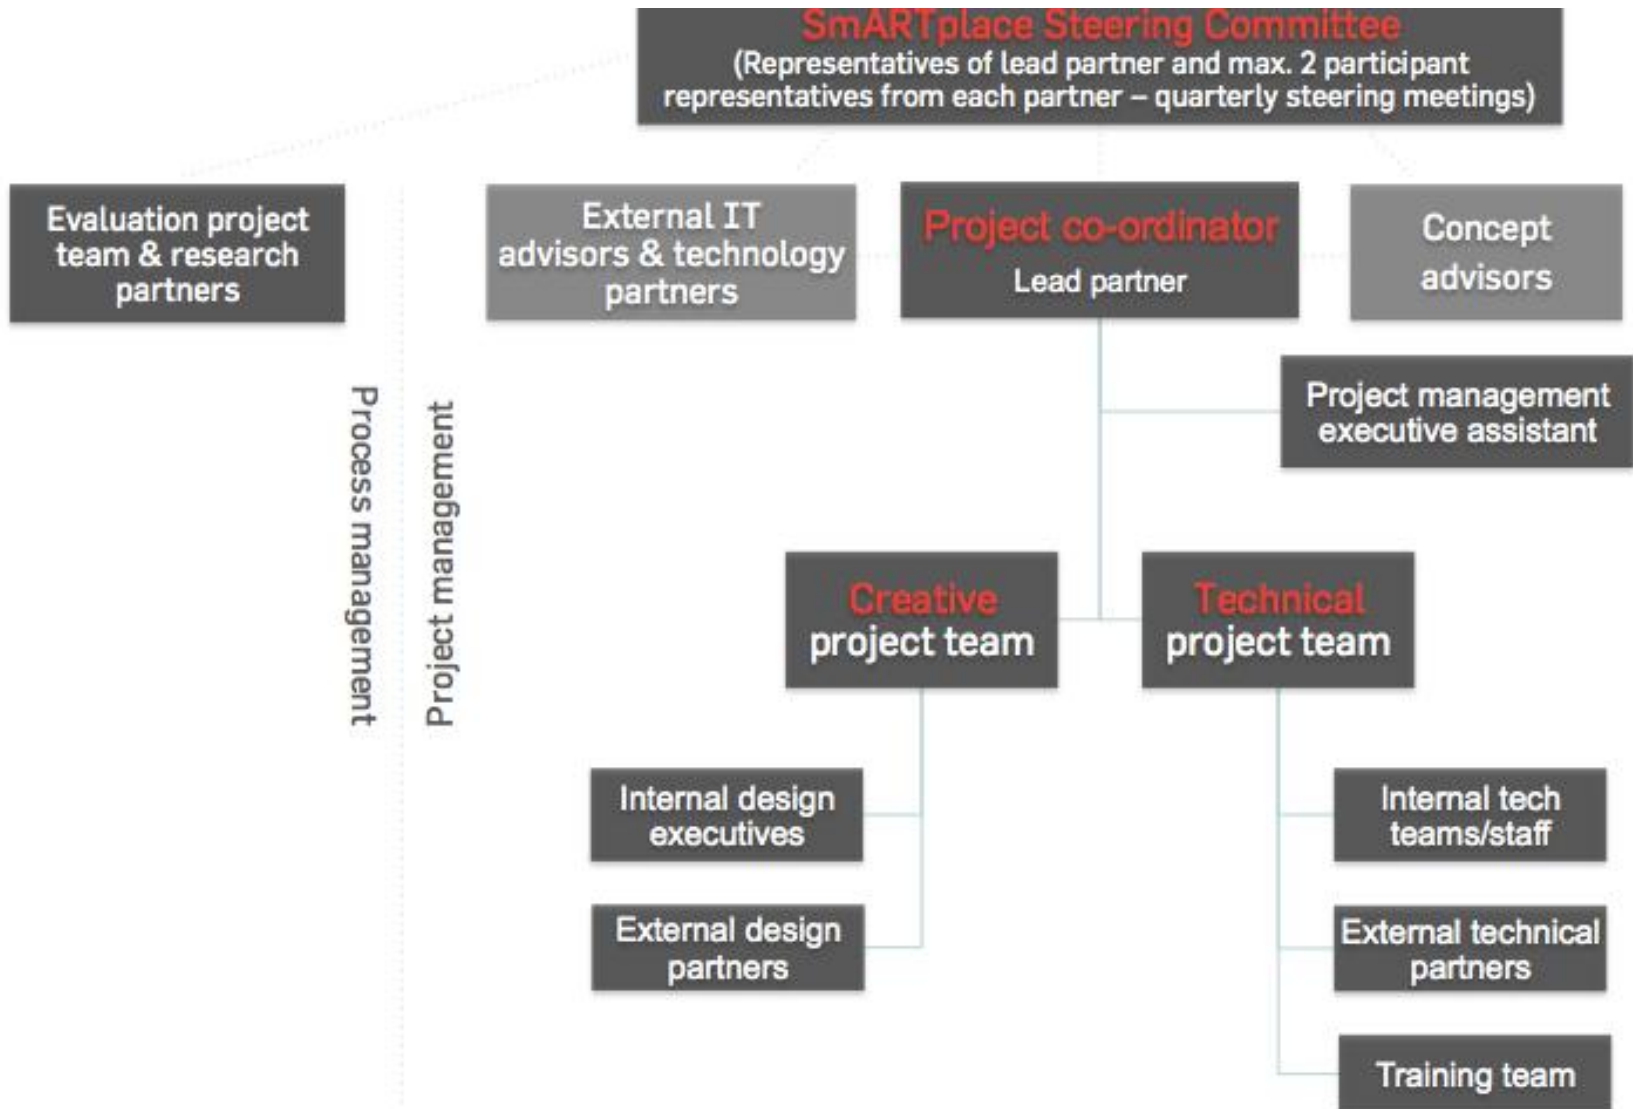 SmARTplace Steering Committee
(Representatives of lead partner and max. 2 participant
representatives from each partner – quarterly steering meetings)
Evaluation project
team & research
partners
External IT
advisors & technology
partners
Project co-ordinator
Lead partner
Concept
advisors
Process management
Project management
Project management
executive assistant
Creative
project team
Technical
project team
Internal design
executives
Internal tech
teams/staff
External design
partners
External technical
partners
Training team